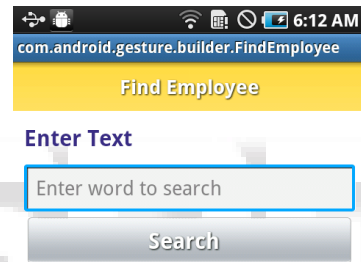 6:12 AM
com.android.gesture.builder.FindEmployee
Find Employee
Enter Text
Enter word to search
Search